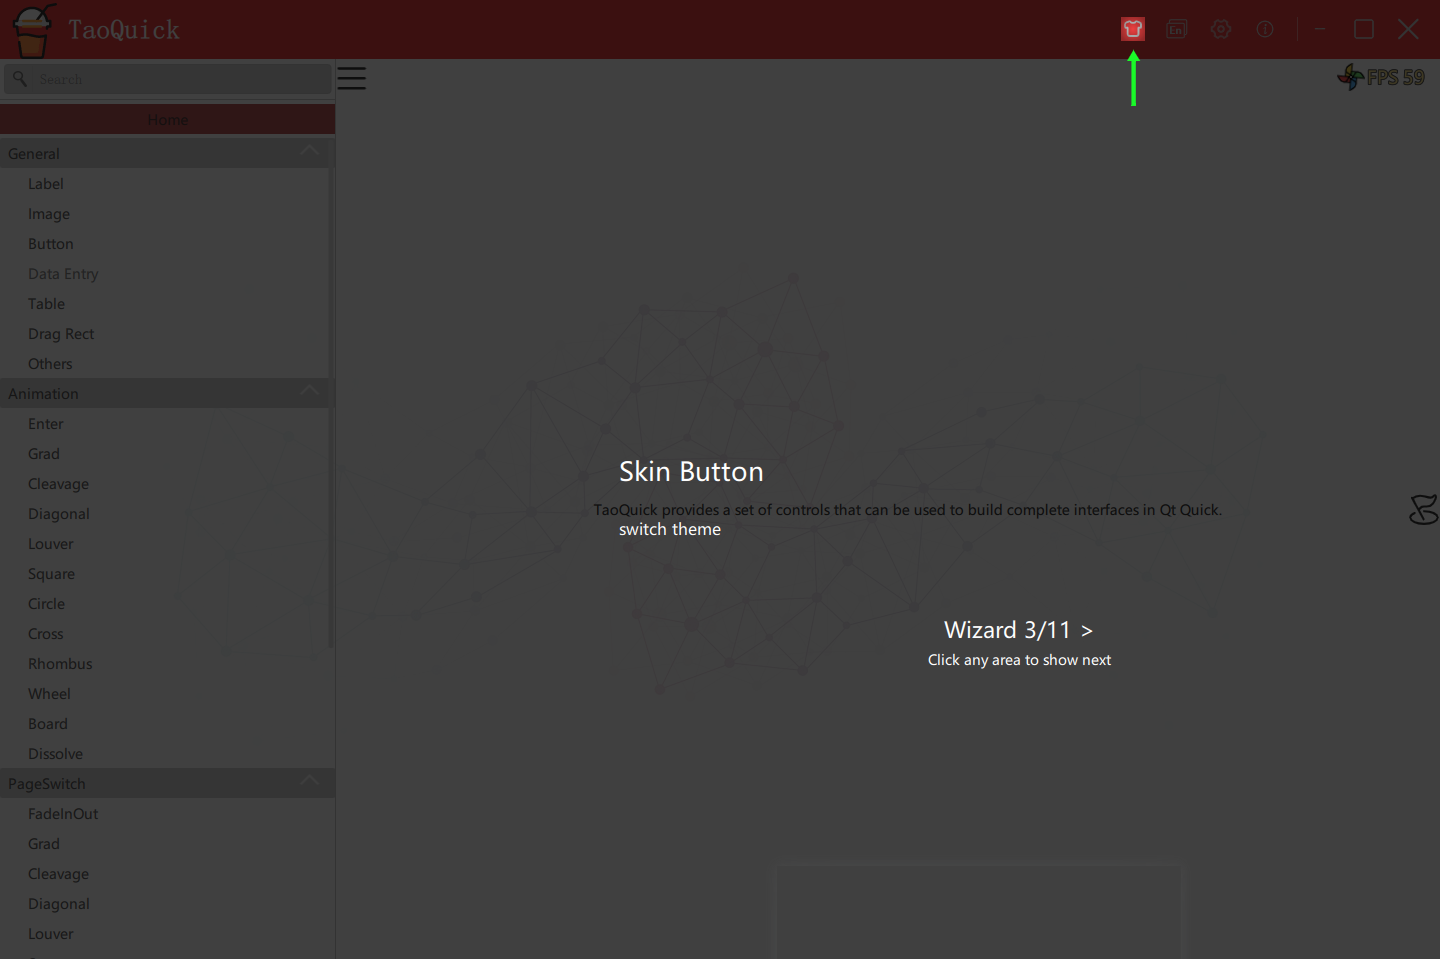 TaoQuick
En
Search
FPS 59
Home
General
Label
Image
Button
Data Entry
Table
Drag Rect
Others
Animation
Enter
Grad
Cleavage
Diagonal
Louver
Square
Circle
Cross
Rhombus
Wheel
Board
Dissolve
PageSwitch
FadeInOut
Grad
Cleavage
Diagonal
Louver
Skin Button
TaoQuick provides a set of controls that can be used to build complete interfaces in Qt Quick.
switch theme
Wizard 3/11 >
Click any area to show next